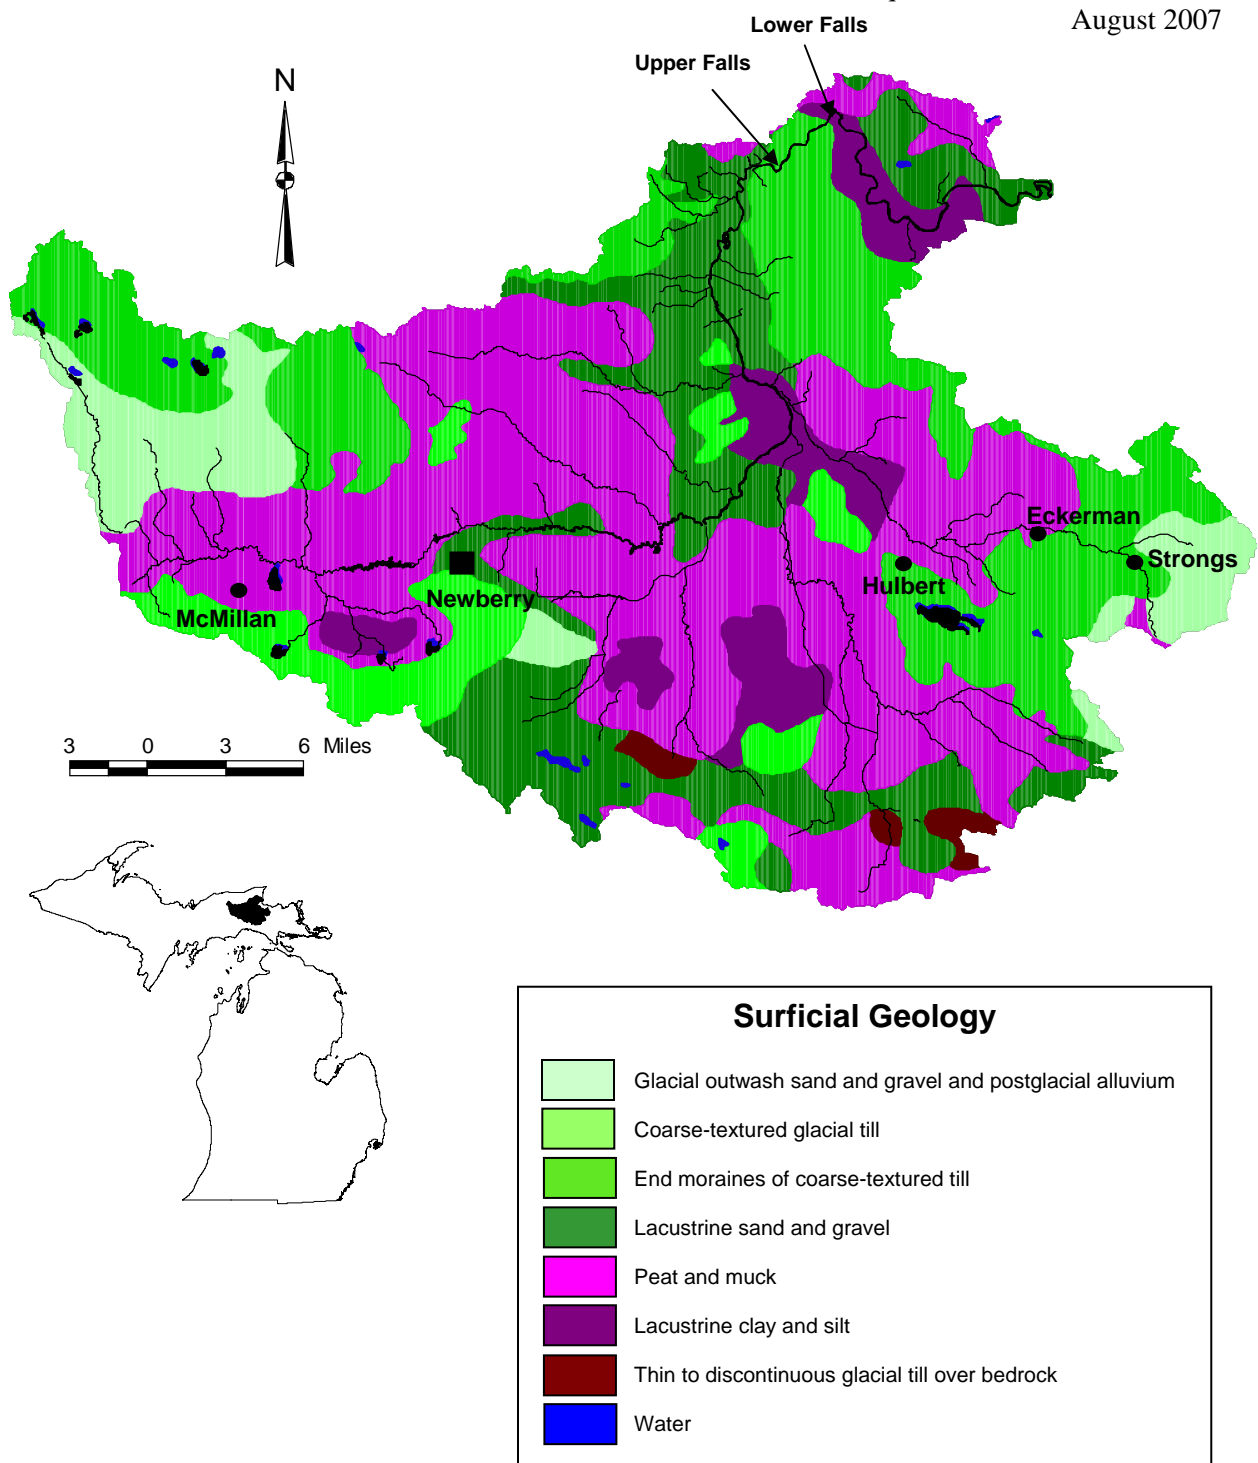 August 2007
Lower Falls
Upper Falls
N
Eckerman
Strongs
Hulbert
Newberry
McMillan
3 0 3 6 Miles
Surficial Geology
Glacial outwash sand and gravel and postglacial alluvium
Coarse-textured glacial till
End moraines of coarse-textured till
Lacustrine sand and gravel
Peat and muck
Lacustrine clay and silt
Thin to discontinuous glacial till over bedrock
Water